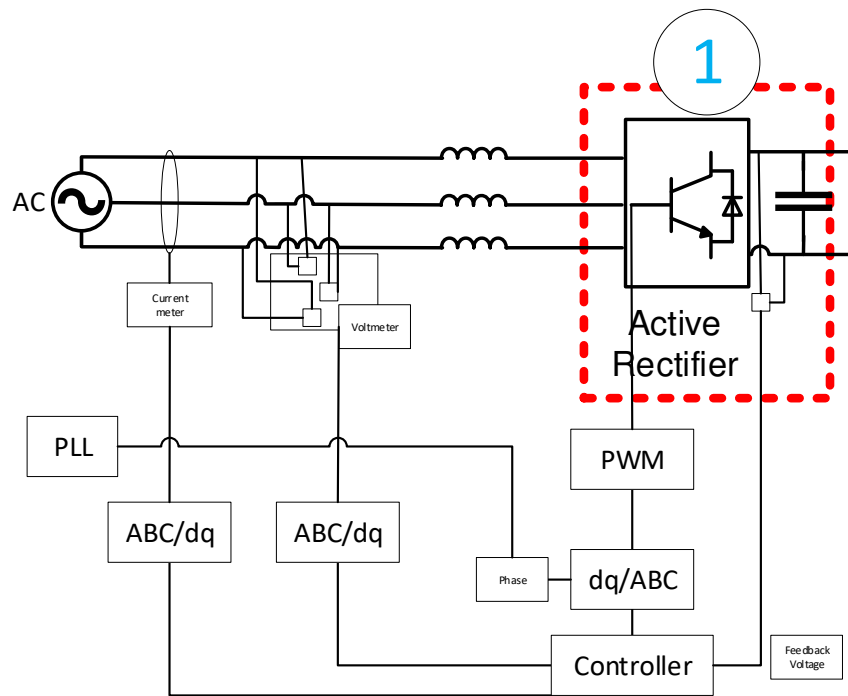 1
AC
Current
meter
Voltmeter
Active
Rectifier
PLL
PWM
ABC/dq
ABC/dq
Phase
dq/ABC
Controller
Feedback
Voltage